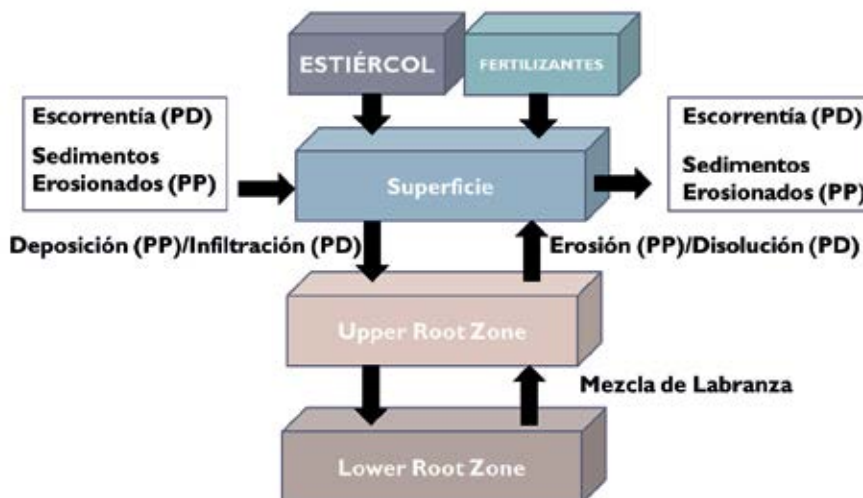 ESTIÉRCOL
FERTILIZANTES
Escorrentía (PD)
Sedimentos
Erosionados (PP)
Superficie
Escorrentía (PD)
Sedimentos
Erosionados (PP)
Deposición (PP)/Infiltración (PD)
Erosión (PP)/Disolución (PD)
Upper Root Zone
Mezcla de Labranza
Lower Root Zone